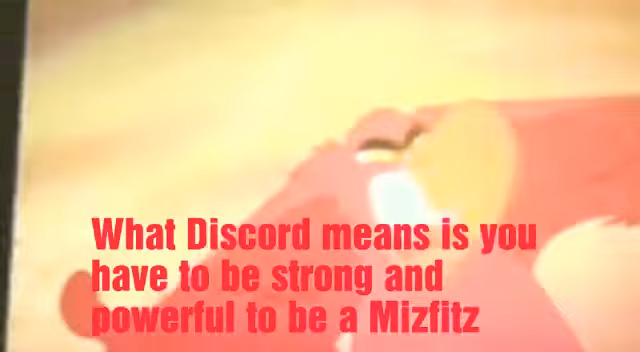 What Discord means is you
have to be strong and
powerful to be a Mizfitz